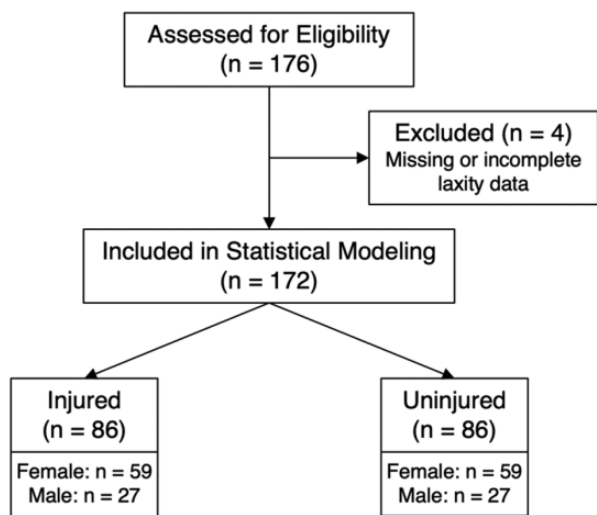 Assessed for Eligibility
(n = 176)
Excluded (n = 4)
Missing or incomplete
laxity data
Included in Statistical Modeling
(n = 172)
Injured
(n = 86)
Female: n = 59
Male: n = 27
Uninjured
(n = 86)
Female: n = 59
Male: n = 27